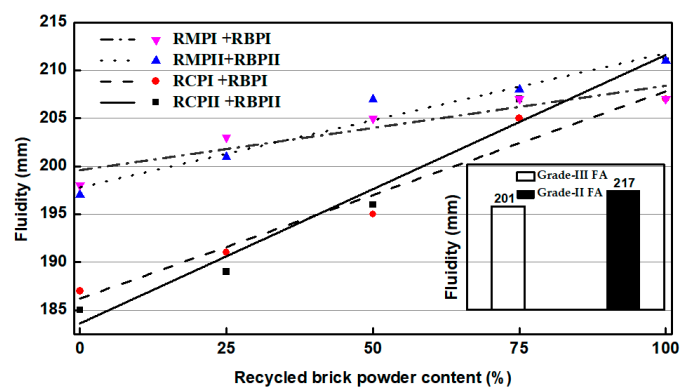 215
210
205
200
195
190
185
Fluidity (mm)
RMPI +RBPI
RMPII+RBPII
RCPI +RBPI
RCPII +RBPII
Grade-III FA
Grade-II FA
201
217
Fluidity (mm)
0
25
50
75
100
Recycled brick powder content (%)